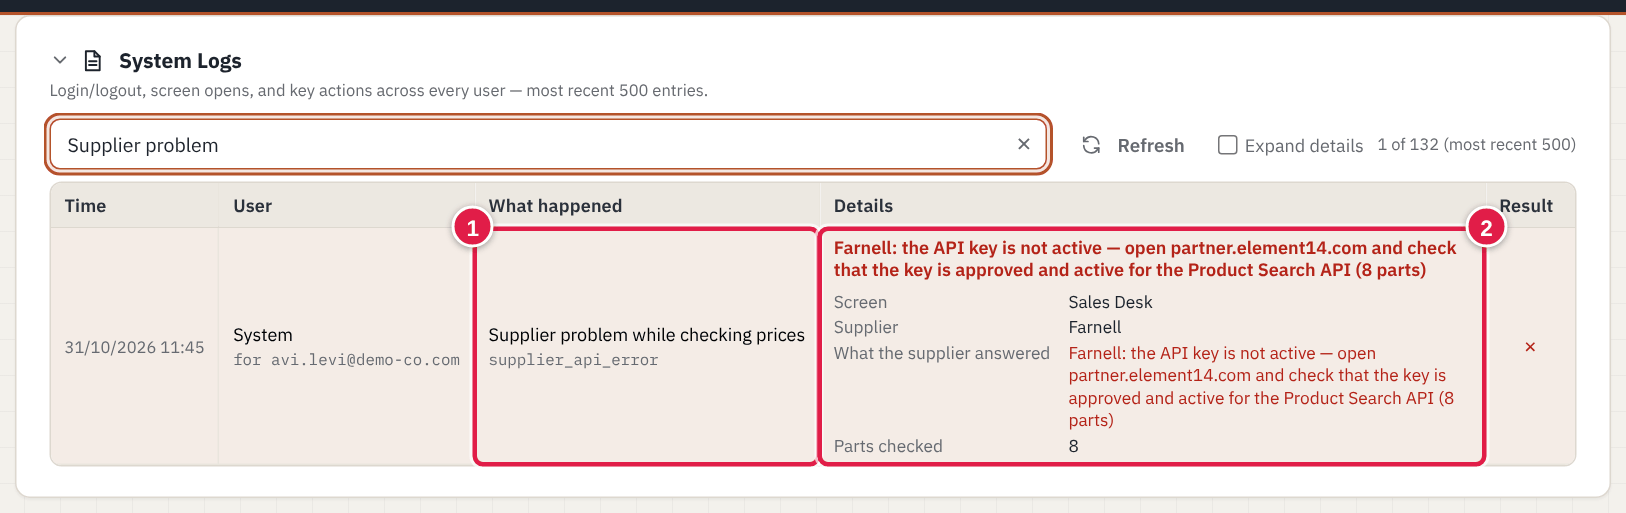 System Logs
Login/logout, screen opens, and key actions across every user — most recent 500 entries.
Supplier problem
Refresh
Expand details
1 of 132 (most recent 500)
Time
User
What happened
Details
Result
1
2
31/10/2026 11:45
System
for avi.levi@demo-co.com
Supplier problem while checking prices
supplier_api_error
Farnell: the API key is not active — open partner.element14.com and check
that the key is approved and active for the Product Search API (8 parts)
Screen
Sales Desk
Supplier
Farnell
What the supplier answered
Farnell: the API key is not active — open
partner.element14.com and check that the key is
approved and active for the Product Search API (8
parts)
Parts checked
8